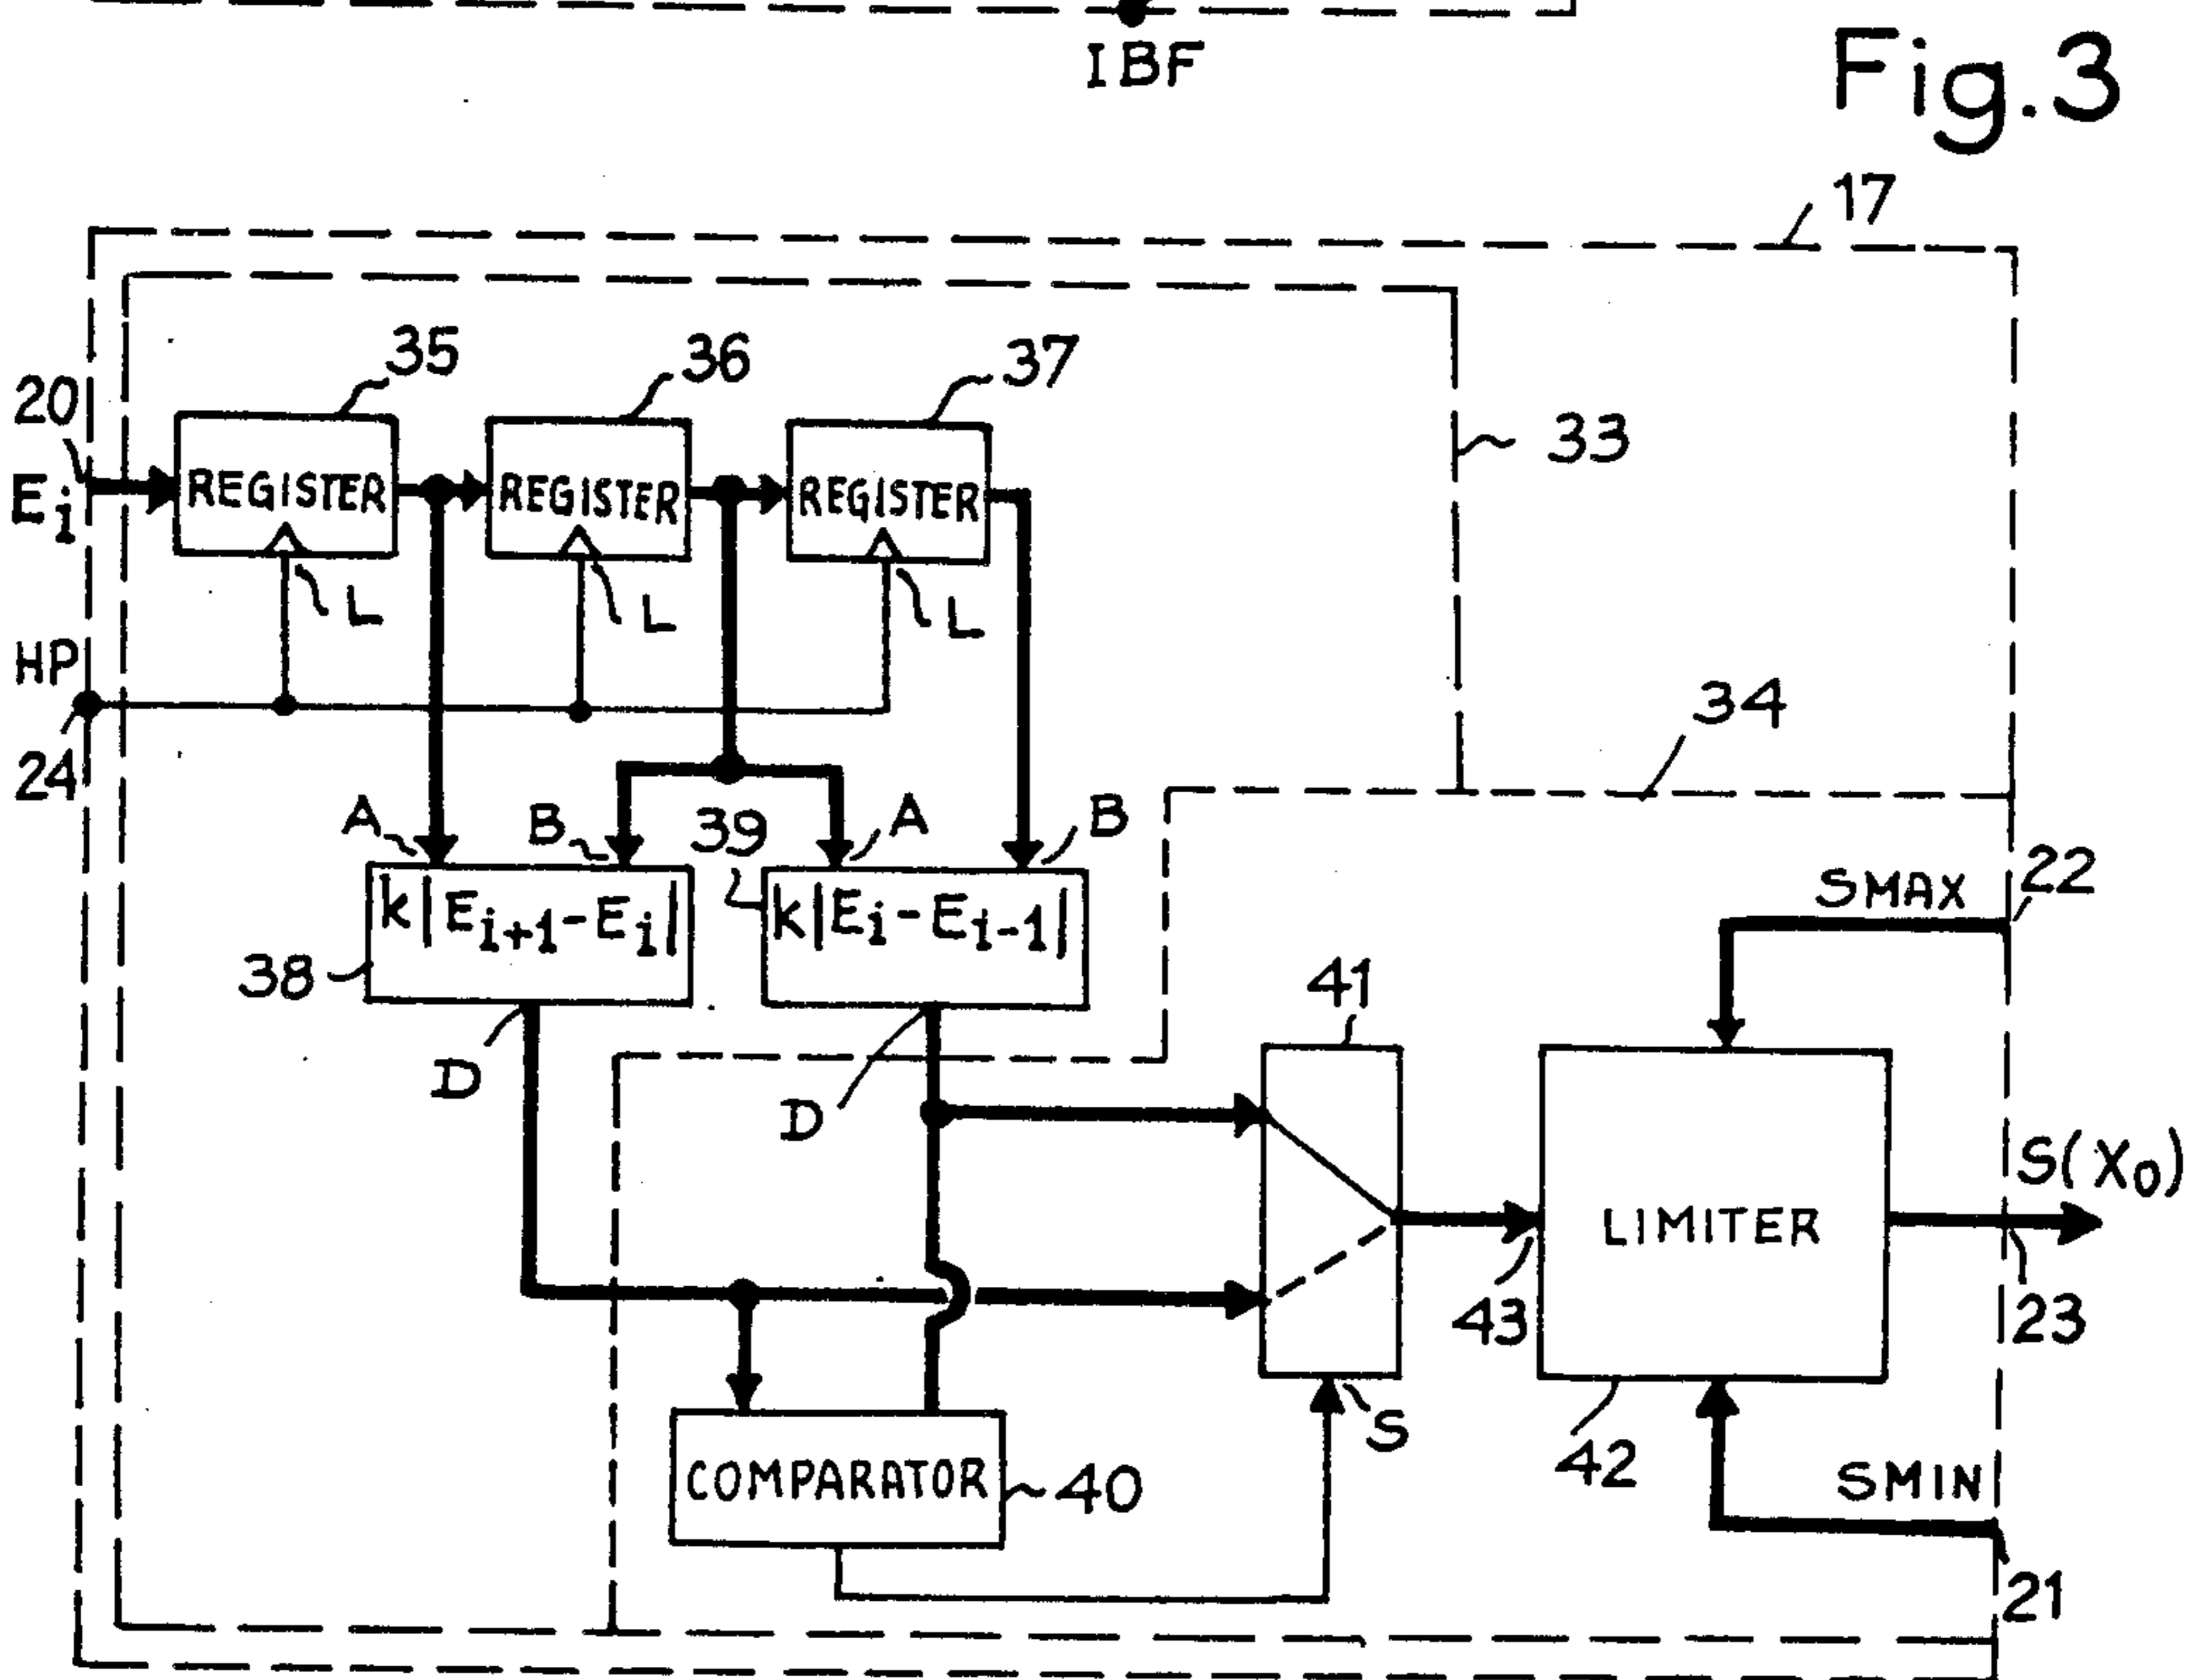 IBF
Fig.3
17
35
36
37
20
33
Ei
REGISTER
REGISTER
REGISTER
L
L
L
HP
24
34
A
B
39
A
B
k|Ei+1-Ei|
k|Ei-Ei-1|
38
SMAX
22
41
D
D
S(X0)
LIMITER
43
23
S
42
COMPARATOR
40
SMIN
21